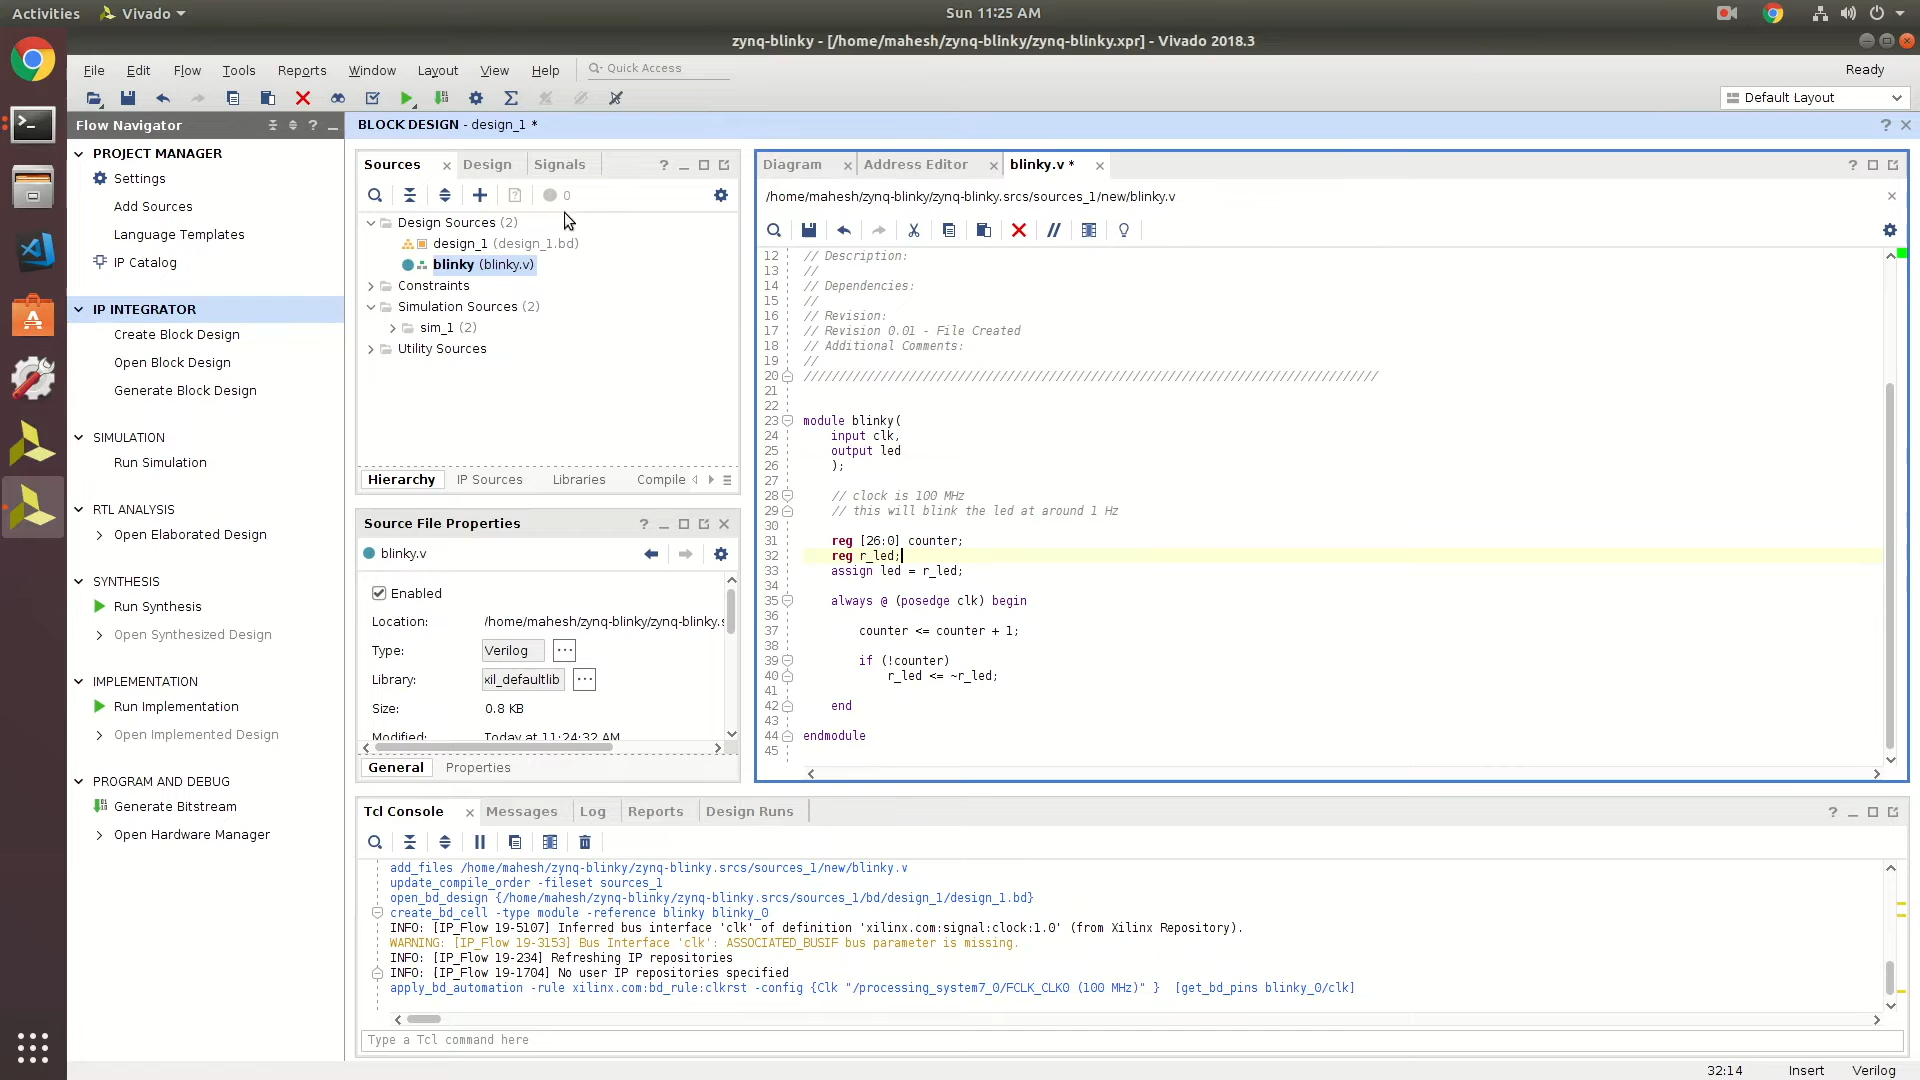 Activities
Vivado
Sun 11:25 AM
zynq-blinky - [/home/mahesh/zynq-blinky/zynq-blinky.xpr] - Vivado 2018.3
File Edit Flow Tools Reports Window Layout View Help
Quick Access
Ready
Default Layout
Flow Navigator
PROJECT MANAGER
Settings
Add Sources
Language Templates
IP Catalog
IP INTEGRATOR
Create Block Design
Open Block Design
Generate Block Design
SIMULATION
Run Simulation
RTL ANALYSIS
Open Elaborated Design
SYNTHESIS
Run Synthesis
Open Synthesized Design
IMPLEMENTATION
Run Implementation
Open Implemented Design
PROGRAM AND DEBUG
Generate Bitstream
Open Hardware Manager
BLOCK DESIGN - design_1 *
Sources Design Signals
0
Design Sources (2)
design_1 (design_1.bd)
blinky (blinky.v)
Constraints
Simulation Sources (2)
sim_1 (2)
Utility Sources
Hierarchy IP Sources Libraries Compile
Source File Properties
blinky.v
Enabled
Location: /home/mahesh/zynq-blinky/zynq-blinky.s
Type: Verilog
Library: xil_defaultlib
Size: 0.8 KB
Modified: Today at 11:24:32 AM
General Properties
Diagram Address Editor blinky.v *
/home/mahesh/zynq-blinky/zynq-blinky.srcs/sources_1/new/blinky.v
12 // Description:
13 //
14 // Dependencies:
15 //
16 // Revision:
17 // Revision 0.01 - File Created
18 // Additional Comments:
19 //
20 //////////////////////////////////////////////////////////////////////////////////
21
22
23 module blinky(
24 input clk,
25 output led
26 );
27
28 // clock is 100 MHz
29 // this will blink the led at around 1 Hz
30
31 reg [26:0] counter;
32 reg r_led;
33 assign led = r_led;
34
35 always @ (posedge clk) begin
36
37 counter <= counter + 1;
38
39 if (!counter)
40 r_led <= ~r_led;
41
42 end
43
44 endmodule
45
Tcl Console Messages Log Reports Design Runs
add_files /home/mahesh/zynq-blinky/zynq-blinky.srcs/sources_1/new/blinky.v
update_compile_order -fileset sources_1
open_bd_design {/home/mahesh/zynq-blinky/zynq-blinky.srcs/sources_1/bd/design_1/design_1.bd}
create_bd_cell -type module -reference blinky blinky_0
INFO: [IP_Flow 19-5107] Inferred bus interface 'clk' of definition 'xilinx.com:signal:clock:1.0' (from Xilinx Repository).
WARNING: [IP_Flow 19-3153] Bus Interface 'clk': ASSOCIATED_BUSIF bus parameter is missing.
INFO: [IP_Flow 19-234] Refreshing IP repositories
INFO: [IP_Flow 19-1704] No user IP repositories specified
apply_bd_automation -rule xilinx.com:bd_rule:clkrst -config {Clk "/processing_system7_0/FCLK_CLK0 (100 MHz)" } [get_bd_pins blinky_0/clk]
Type a Tcl command here
32:14 Insert Verilog